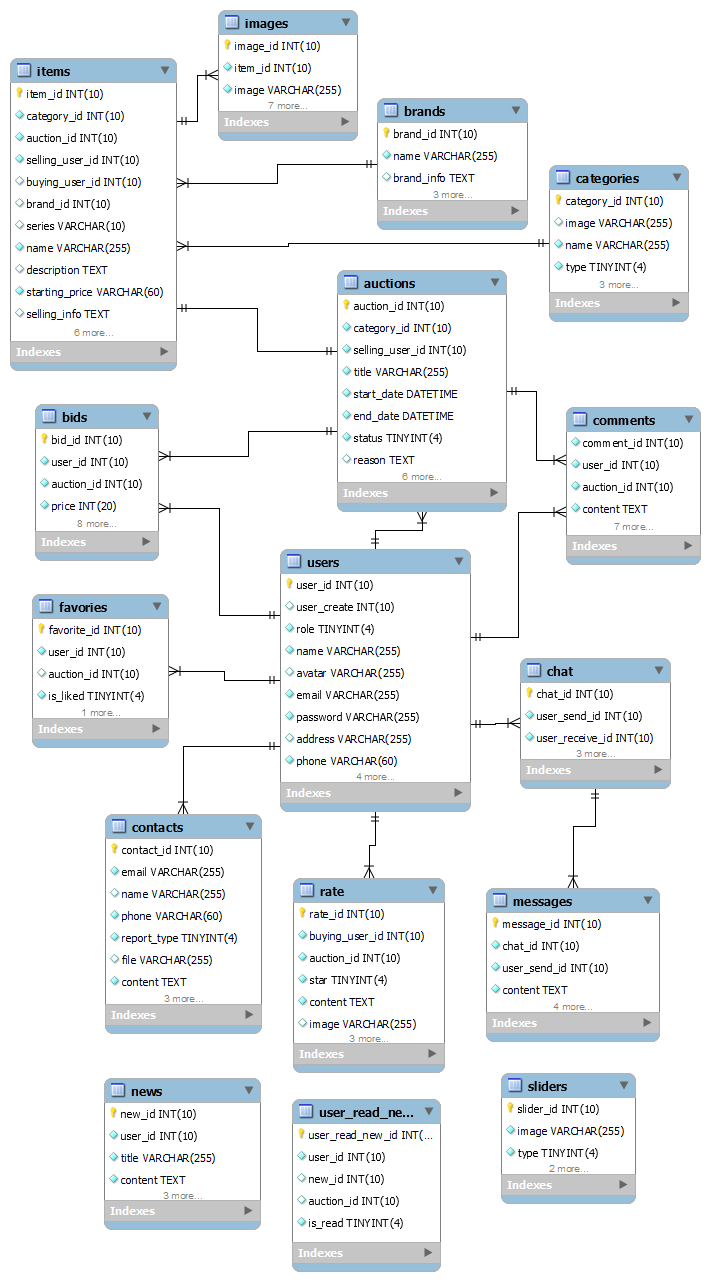 images
image_id INT(10)
item_id INT(10)
image VARCHAR(255)
7 more...
Indexes
items
item_id INT(10)
category_id INT(10)
auction_id INT(10)
selling_user_id INT(10)
buying_user_id INT(10)
brand_id INT(10)
series VARCHAR(10)
name VARCHAR(255)
description TEXT
starting_price VARCHAR(60)
selling_info TEXT
6 more...
Indexes
brands
brand_id INT(10)
name VARCHAR(255)
brand_info TEXT
3 more...
Indexes
categories
category_id INT(10)
image VARCHAR(255)
name VARCHAR(255)
type TINYINT(4)
3 more...
Indexes
auctions
auction_id INT(10)
category_id INT(10)
selling_user_id INT(10)
title VARCHAR(255)
start_date DATETIME
end_date DATETIME
status TINYINT(4)
reason TEXT
6 more...
Indexes
bids
bid_id INT(10)
user_id INT(10)
auction_id INT(10)
price INT(20)
8 more...
Indexes
comments
comment_id INT(10)
user_id INT(10)
auction_id INT(10)
content TEXT
7 more...
Indexes
users
user_id INT(10)
user_create INT(10)
role TINYINT(4)
name VARCHAR(255)
avatar VARCHAR(255)
email VARCHAR(255)
password VARCHAR(255)
address VARCHAR(255)
phone VARCHAR(60)
4 more...
Indexes
favories
favorite_id INT(10)
user_id INT(10)
auction_id INT(10)
is_liked TINYINT(4)
1 more...
Indexes
chat
chat_id INT(10)
user_send_id INT(10)
user_receive_id INT(10)
3 more...
Indexes
contacts
contact_id INT(10)
email VARCHAR(255)
name VARCHAR(255)
phone VARCHAR(60)
report_type TINYINT(4)
file VARCHAR(255)
content TEXT
3 more...
Indexes
rate
rate_id INT(10)
buying_user_id INT(10)
auction_id INT(10)
star TINYINT(4)
content TEXT
image VARCHAR(255)
3 more...
Indexes
messages
message_id INT(10)
chat_id INT(10)
user_send_id INT(10)
content TEXT
4 more...
Indexes
news
new_id INT(10)
user_id INT(10)
title VARCHAR(255)
content TEXT
3 more...
Indexes
user_read_ne...
user_read_new_id INT(...
user_id INT(10)
new_id INT(10)
auction_id INT(10)
is_read TINYINT(4)
Indexes
sliders
slider_id INT(10)
image VARCHAR(255)
type TINYINT(4)
2 more...
Indexes